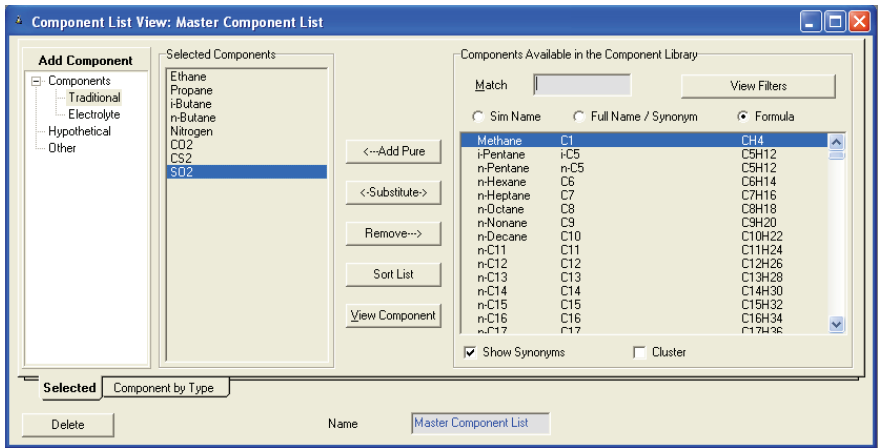 Component List View: Master Component List
Add Component
Components
Traditional
Electrolyte
Hypothetical
Other
Selected Components
Ethane
Propane
i-Butane
n-Butane
Nitrogen
CO2
CS2
SO2
<---Add Pure
<-Substitute->
Remove--->
Sort List
View Component
Components Available in the Component Library
Match
View Filters
Sim Name Full Name / Synonym Formula
Methane C1 CH4
i-Pentane i-C5 C5H12
n-Pentane n-C5 C5H12
n-Hexane C6 C6H14
n-Heptane C7 C7H16
n-Octane C8 C8H18
n-Nonane C9 C9H20
n-Decane C10 C10H22
n-C11 C11 C11H24
n-C12 C12 C12H26
n-C13 C13 C13H28
n-C14 C14 C14H30
n-C15 C15 C15H32
n-C16 C16 C16H34
n-C17 C17 C17H36
Show Synonyms Cluster
Selected Component by Type
Delete Name Master Component List